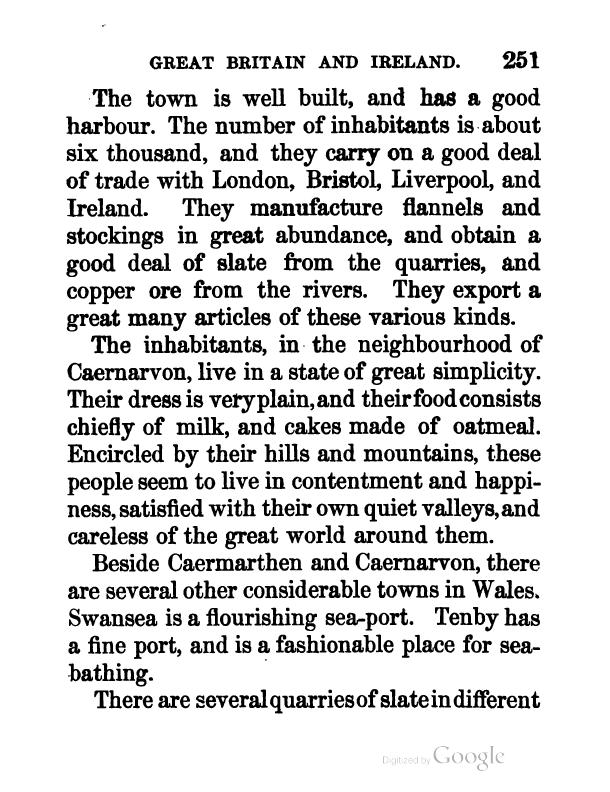 GREAT BRITAIN AND IRELAND. 251
The town is well built, and has a good
harbour. The number of inhabitants is about
six thousand, and they carry on a good deal
of trade with London, Bristol, Liverpool, and
Ireland. They manufacture flannels and
stockings in great abundance, and obtain a
good deal of slate from the quarries, and
copper ore from the rivers. They export a
great many articles of these various kinds.
The inhabitants, in the neighbourhood of
Caernarvon, live in a state of great simplicity.
Their dress is very plain, and their food consists
chiefly of milk, and cakes made of oatmeal.
Encircled by their hills and mountains, these
people seem to live in contentment and happi-
ness, satisfied with their own quiet valleys, and
careless of the great world around them.
Beside Caermarthen and Caernarvon, there
are several other considerable towns in Wales.
Swansea is a flourishing sea-port. Tenby has
a fine port, and is a fashionable place for sea-
bathing.
There are several quarries of slate in different
Digitized by Google